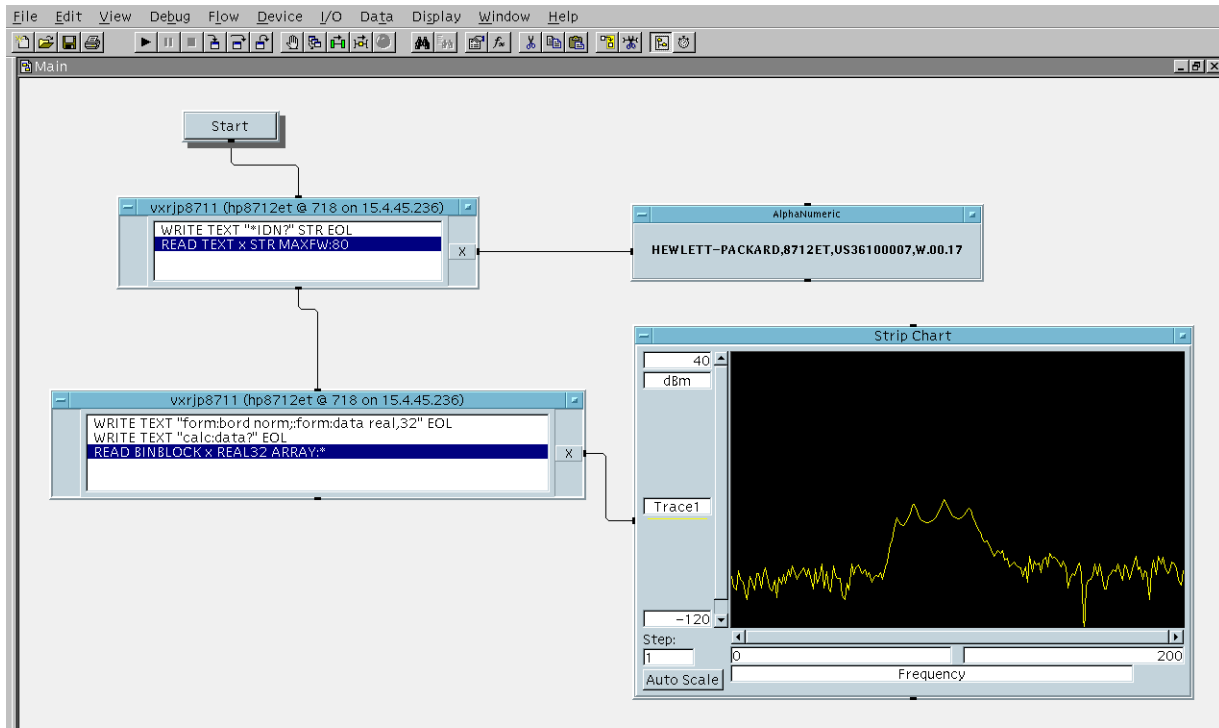 File Edit View Debug Flow Device I/O Data Display Window Help
Main
Start
vxrjp8711 (hp8712et @ 718 on 15.4.45.236)
WRITE TEXT "*IDN?" STR EOL
READ TEXT x STR MAXFW:80
X
AlphaNumeric
HEWLETT-PACKARD,8712ET,US36100007,W.00.17
vxrjp8711 (hp8712et @ 718 on 15.4.45.236)
WRITE TEXT "form:bord norm;:form:data real,32" EOL
WRITE TEXT "calc:data?" EOL
READ BINBLOCK x REAL32 ARRAY:*
X
Strip Chart
40
dBm
Trace1
-120
Step:
1
0 200
Auto Scale
Frequency